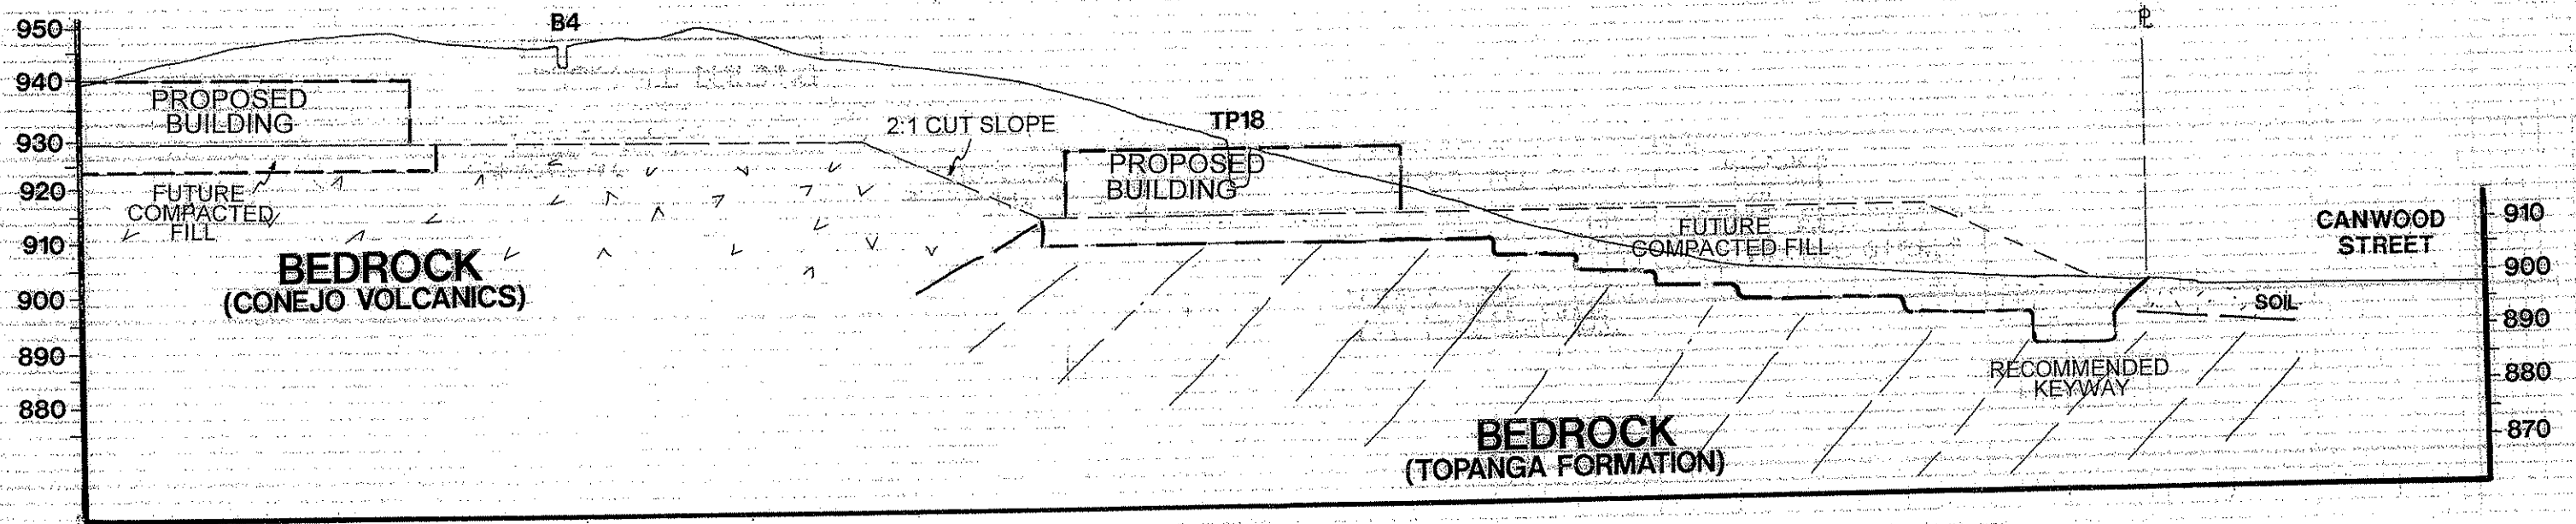 950
940
930
920
910
900
890
880
B4
PROPOSED
BUILDING
FUTURE
COMPACTED
FILL
BEDROCK
(CONEJO VOLCANICS)
2:1 CUT SLOPE
TP18
PROPOSED
BUILDING
FUTURE
COMPACTED FILL
BEDROCK
(TOPANGA FORMATION)
RECOMMENDED
KEYWAY
SOIL
CANWOOD
STREET
910
900
890
880
870